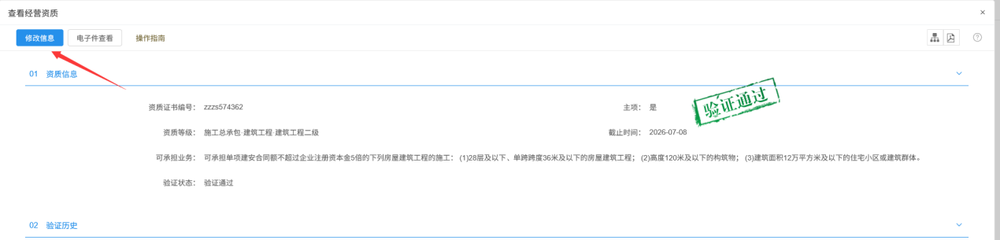 查看经营资质
×
修改信息 电子件查看 操作指南
01 资质信息
资质证书编号： zzzs574362 主项： 是
验证通过
资质等级： 施工总承包·建筑工程·建筑工程二级 截止时间： 2026-07-08
可承担业务： 可承担单项建安合同额不超过企业注册资本金5倍的下列房屋建筑工程的施工： (1)28层及以下、单跨跨度36米及以下的房屋建筑工程； (2)高度120米及以下的构筑物； (3)建筑面积12万平方米及以下的住宅小区或建筑群体。
验证状态： 验证通过
02 验证历史